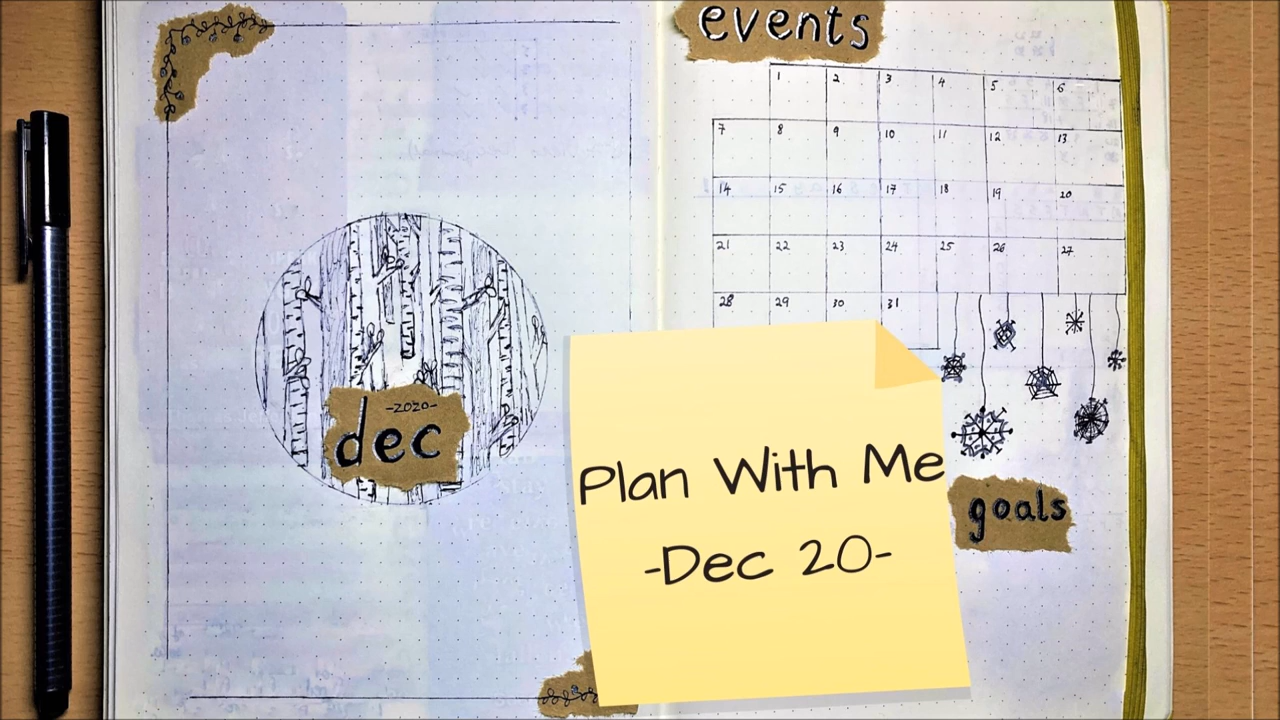 events
1 2 3 4 5 6
7 8 9 10 11 12 13
14 15 16 17 18 19 20
21 22 23 24 25 26 27
28 29 30 31
-2020-
dec
Plan With Me
-Dec 20-
goals